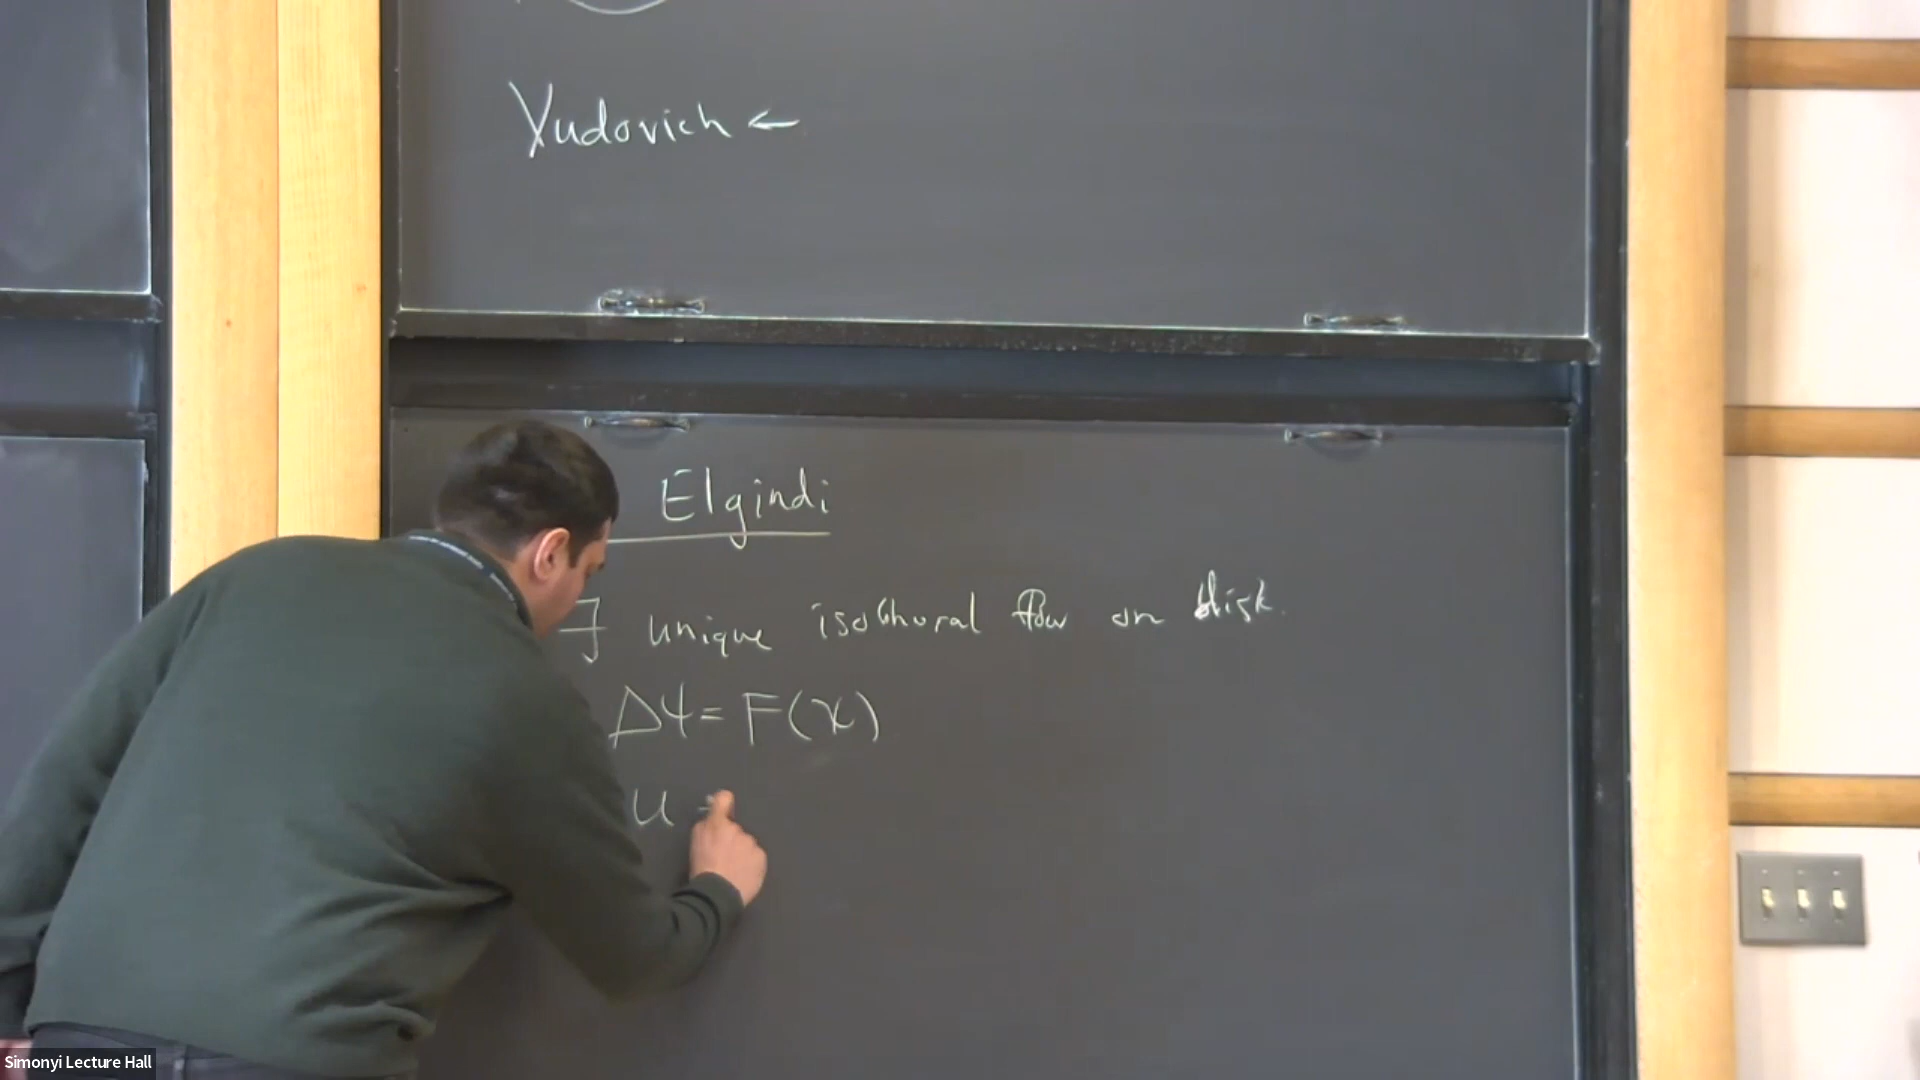 Yudovich ←
Elgindi
∃ unique isochoral flow on disk.
Δψ = F(x)
u =
Simonyi Lecture Hall